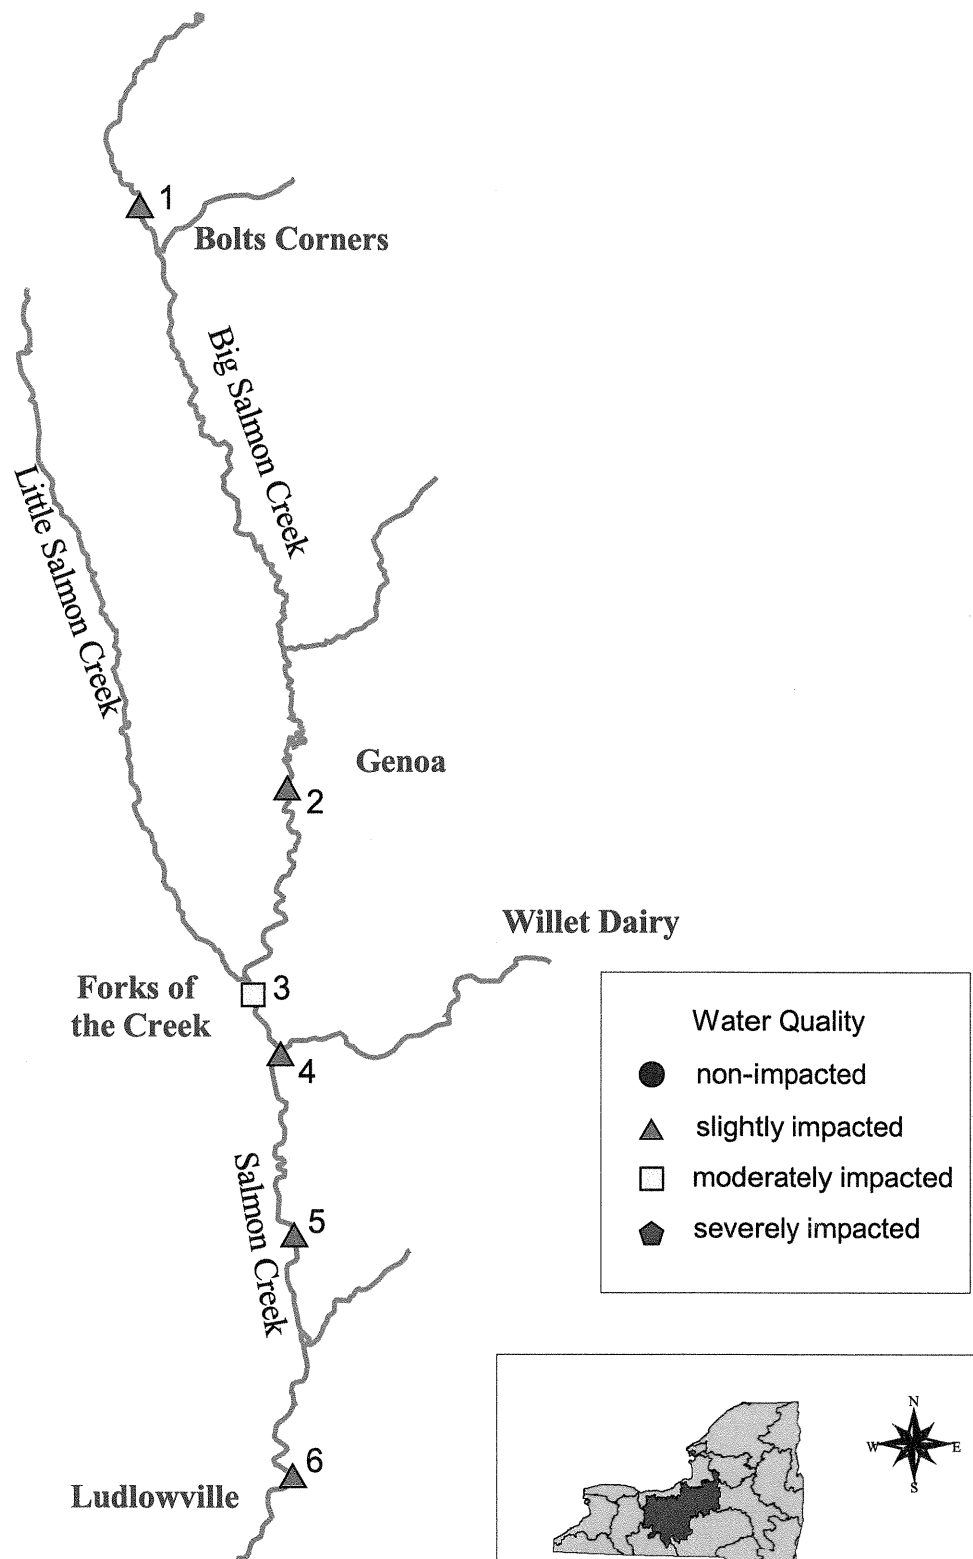 1
Bolts Corners
Big Salmon Creek
Little Salmon Creek
Genoa
2
Willet Dairy
Forks of
the Creek
3
4
Water Quality
non-impacted
slightly impacted
moderately impacted
severely impacted
Salmon Creek
5
6
Ludlowville
N
W
E
S